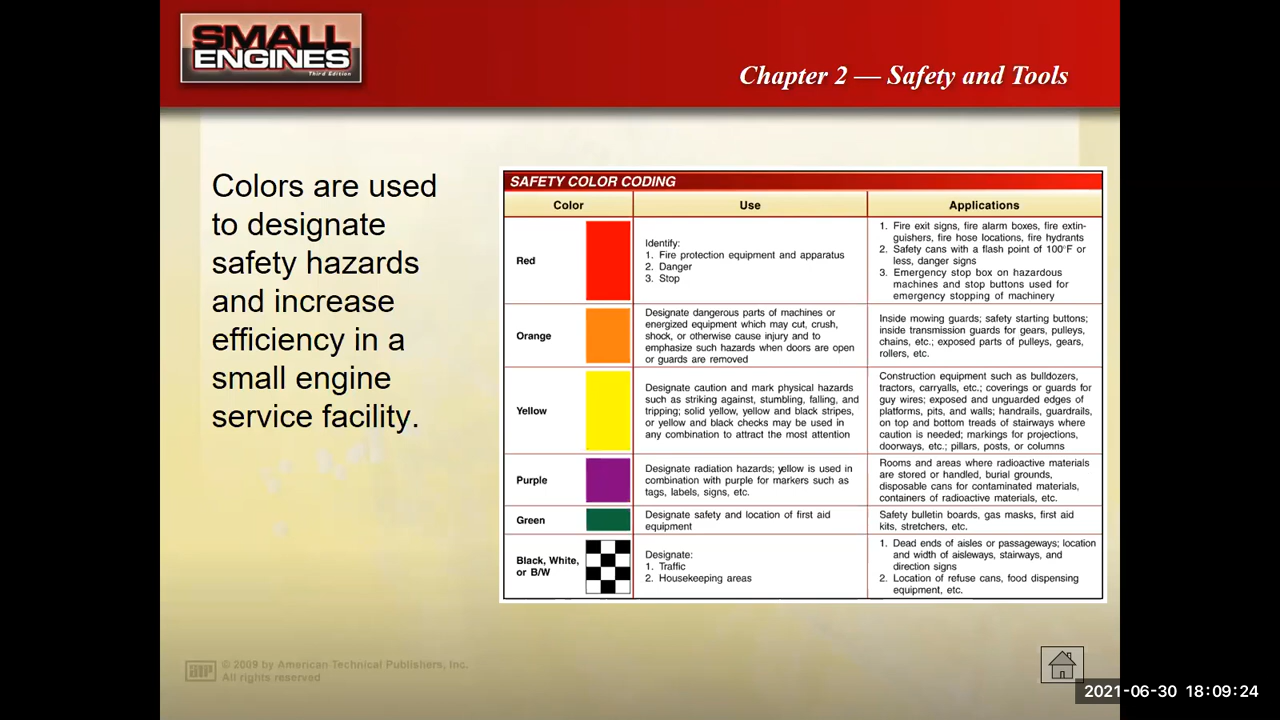 SMALL
ENGINES
Third Edition
Chapter 2 — Safety and Tools
Colors are used
to designate
safety hazards
and increase
efficiency in a
small engine
service facility.
SAFETY COLOR CODING
Color
Use
Applications
Red
Identify:
1. Fire protection equipment and apparatus
2. Danger
3. Stop
1. Fire exit signs, fire alarm boxes, fire extin-
guishers, fire hose locations, fire hydrants
2. Safety cans with a flash point of 100°F or
less, danger signs
3. Emergency stop box on hazardous
machines and stop buttons used for
emergency stopping of machinery
Orange
Designate dangerous parts of machines or
energized equipment which may cut, crush,
shock, or otherwise cause injury and to
emphasize such hazards when doors are open
or guards are removed
Inside mowing guards; safety starting buttons;
inside transmission guards for gears, pulleys,
chains, etc.; exposed parts of pulleys, gears,
rollers, etc.
Yellow
Designate caution and mark physical hazards
such as striking against, stumbling, falling, and
tripping; solid yellow, yellow and black stripes,
or yellow and black checks may be used in
any combination to attract the most attention
Construction equipment such as bulldozers,
tractors, carryalls, etc.; coverings or guards for
guy wires; exposed and unguarded edges of
platforms, pits, and walls; handrails, guardrails,
on top and bottom treads of stairways where
caution is needed; markings for projections,
doorways, etc.; pillars, posts, or columns
Purple
Designate radiation hazards; yellow is used in
combination with purple for markers such as
tags, labels, signs, etc.
Rooms and areas where radioactive materials
are stored or handled, burial grounds,
disposable cans for contaminated materials,
containers of radioactive materials, etc.
Green
Designate safety and location of first aid
equipment
Safety bulletin boards, gas masks, first aid
kits, stretchers, etc.
Black, White,
or B/W
Designate:
1. Traffic
2. Housekeeping areas
1. Dead ends of aisles or passageways; location
and width of aisleways, stairways, and
direction signs
2. Location of refuse cans, food dispensing
equipment, etc.
© 2009 by American Technical Publishers, Inc.
All rights reserved
2021-06-30 18:09:24